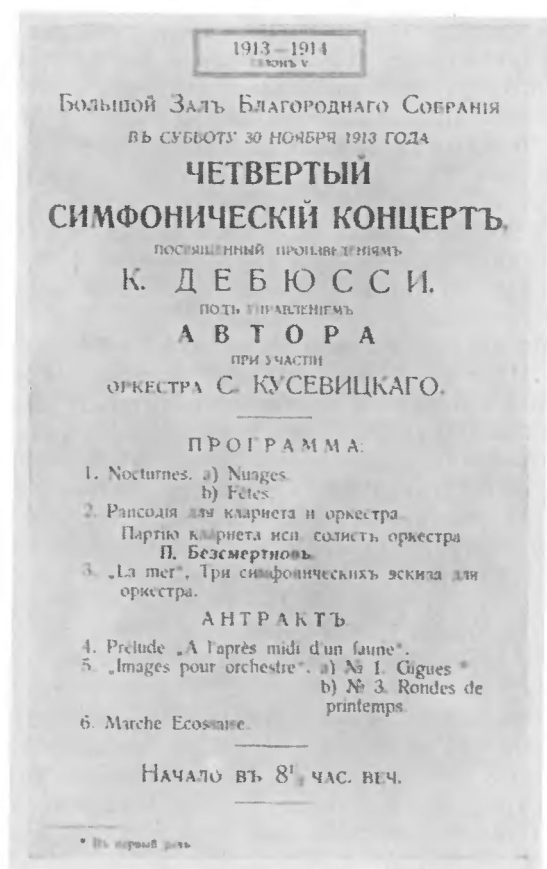 1913–1914
СЕЗОНЪ V
БОЛЬШОЙ ЗАЛЪ БЛАГОРОДНАГО СОБРАНІЯ
ВЪ СУББОТУ 30 НОЯБРЯ 1913 ГОДА
ЧЕТВЕРТЫЙ
СИМФОНИЧЕСКІЙ КОНЦЕРТЪ,
ПОСВЯЩЕННЫЙ ПРОИЗВЕДЕНІЯМЪ
К. ДЕБЮССИ.
ПОДЪ УПРАВЛЕНІЕМЪ
АВТОРА
ПРИ УЧАСТІИ
ОРКЕСТРА С. КУСЕВИЦКАГО.
ПРОГРАММА:
1. Nocturnes. a) Nuages.
b) Fêtes.
2. Рапсодія для кларнета и оркестра
Партію кларнета исп. солистъ оркестра
П. Безсмертновъ.
3. „La mer“, Три симфоническихъ эскиза для
оркестра.
АНТРАКТЪ
4. Prélude „A l'après midi d'un faune“.
5. „Images pour orchestre“. a) № 1. Gigues *
b) № 3. Rondes de
printemps.
6. Marche Ecossaise.
НАЧАЛО ВЪ 8½ ЧАС. ВЕЧ.
* Въ первый разъ